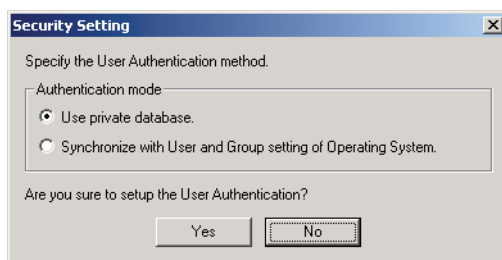 Security Setting
Specify the User Authentication method.
Authentication mode
Use private database.
Synchronize with User and Group setting of Operating System.
Are you sure to setup the User Authentication?
Yes No